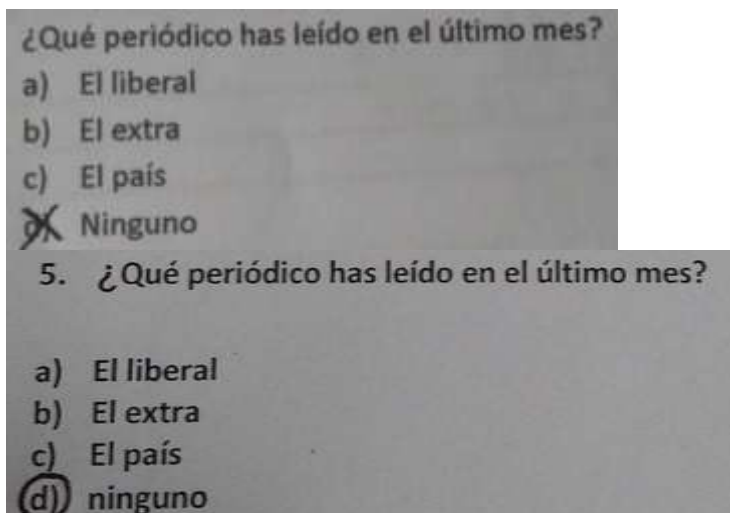 ¿Qué periódico has leído en el último mes?
a) El liberal
b) El extra
c) El país
d) Ninguno
5. ¿Qué periódico has leído en el último mes?
a) El liberal
b) El extra
c) El país
d) ninguno